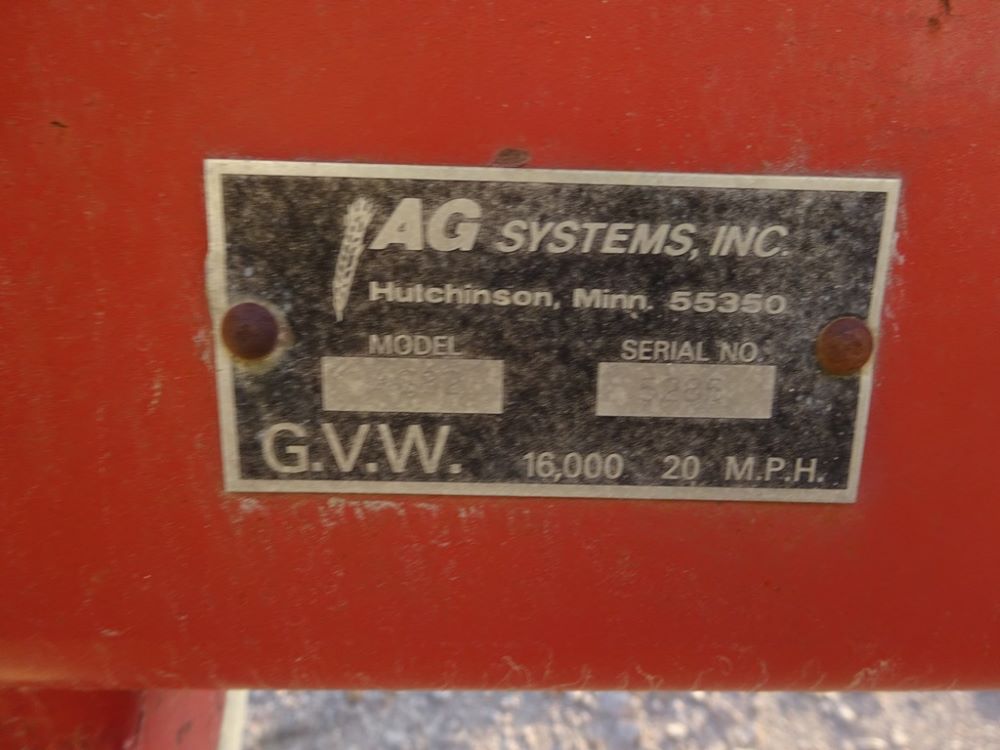 AG SYSTEMS, INC.
Hutchinson, Minn. 55350
MODEL SERIAL NO.
G.V.W. 16,000 20 M.P.H.